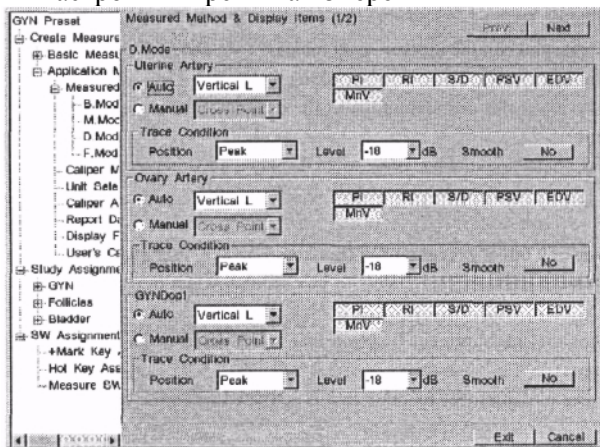 GYN Preset
Create Measure
Basic Measu
Application M
Measured
B.Mod
M.Moc
D Mod
F.Mod
Caliper M
Unit Sele
Caliper A
Report Da
Display F
User's Ca
Study Assignme
GYN
Follicles
Bladder
SW Assignment
+Mark Key
Hot Key Ass
Measure SW
Measured Method & Display items (1/2)
Prev. Next
D.Mode
Uterine Artery
Auto Vertical L PI RI S/D PSV EDV
MnV
Manual Cross Point
Trace Condition
Position Peak Level -18 dB Smooth No
Ovary Artery
Auto Vertical L PI RI S/D PSV EDV
MnV
Manual Cross Point
Trace Condition
Position Peak Level -18 dB Smooth No
GYNDop1
Auto Vertical L PI RI S/D PSV EDV
MnV
Manual Cross Point
Trace Condition
Position Peak Level -18 dB Smooth No
Exit Cancel